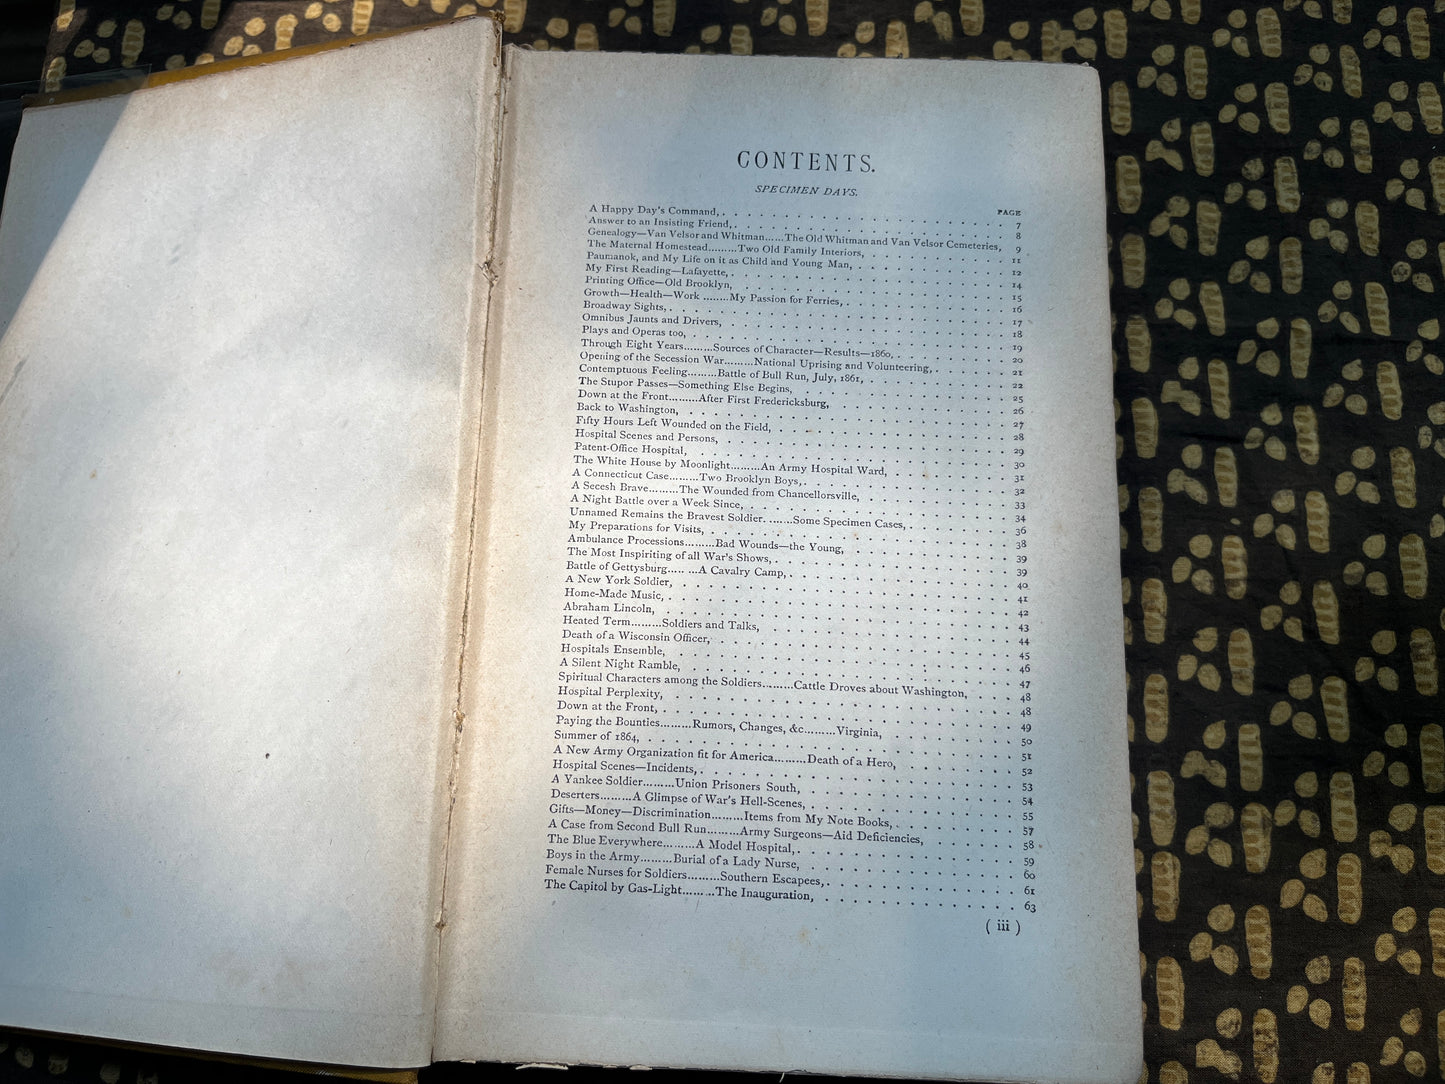 CONTENTS.
SPECIMEN DAYS.
PAGE
A Happy Day's Command, . . . . . . . . 7
Answer to an Insisting Friend, . . . . . . . . 8
Genealogy—Van Velsor and Whitman......The Old Whitman and Van Velsor Cemeteries, 9
The Maternal Homestead.........Two Old Family Interiors, . . . . . . 11
Paumanok, and My Life on it as Child and Young Man, . . . . . . 12
My First Reading—Lafayette, . . . . . . . . 14
Printing Office—Old Brooklyn, . . . . . . . . 15
Growth—Health—Work ........My Passion for Ferries, . . . . . . 16
Broadway Sights, . . . . . . . . 17
Omnibus Jaunts and Drivers, . . . . . . . . 18
Plays and Operas too, . . . . . . . . 19
Through Eight Years.........Sources of Character—Results—1860, . . . . . . 20
Opening of the Secession War.........National Uprising and Volunteering, . . . . 21
Contemptuous Feeling.........Battle of Bull Run, July, 1861, . . . . . . 22
The Stupor Passes—Something Else Begins, . . . . . . . . 25
Down at the Front.........After First Fredericksburg, . . . . . . 26
Back to Washington, . . . . . . . . 27
Fifty Hours Left Wounded on the Field, . . . . . . . . 28
Hospital Scenes and Persons, . . . . . . . . 29
Patent-Office Hospital, . . . . . . . . 30
The White House by Moonlight.........An Army Hospital Ward, . . . . . . 31
A Connecticut Case.........Two Brooklyn Boys, . . . . . . . . 32
A Secesh Brave.........The Wounded from Chancellorsville, . . . . . . 33
A Night Battle over a Week Since, . . . . . . . . 34
Unnamed Remains the Bravest Soldier.........Some Specimen Cases, . . . . . . 36
My Preparations for Visits, . . . . . . . . 38
Ambulance Processions.........Bad Wounds—the Young, . . . . . . 39
The Most Inspiriting of all War's Shows, . . . . . . . . 39
Battle of Gettysburg........A Cavalry Camp, . . . . . . . . 40
A New York Soldier, . . . . . . . . 41
Home-Made Music, . . . . . . . . 42
Abraham Lincoln, . . . . . . . . 43
Heated Term.........Soldiers and Talks, . . . . . . . . 44
Death of a Wisconsin Officer, . . . . . . . . 45
Hospitals Ensemble, . . . . . . . . 46
A Silent Night Ramble, . . . . . . . . 47
Spiritual Characters among the Soldiers.........Cattle Droves about Washington, . . . 48
Hospital Perplexity, . . . . . . . . 48
Down at the Front, . . . . . . . . 49
Paying the Bounties.........Rumors, Changes, &c.........Virginia, . . . . . . 50
Summer of 1864, . . . . . . . . 51
A New Army Organization fit for America.........Death of a Hero, . . . . . . 52
Hospital Scenes—Incidents, . . . . . . . . 53
A Yankee Soldier.........Union Prisoners South, . . . . . . . . 54
Deserters.........A Glimpse of War's Hell-Scenes, . . . . . . . . 55
Gifts—Money—Discrimination.........Items from My Note Books, . . . . . . 57
A Case from Second Bull Run.........Army Surgeons—Aid Deficiencies, . . . . 58
The Blue Everywhere.........A Model Hospital, . . . . . . . . 59
Boys in the Army.........Burial of a Lady Nurse, . . . . . . . . 60
Female Nurses for Soldiers.........Southern Escapees, . . . . . . . . 61
The Capitol by Gas-Light.........The Inauguration, . . . . . . . . 63
( iii )